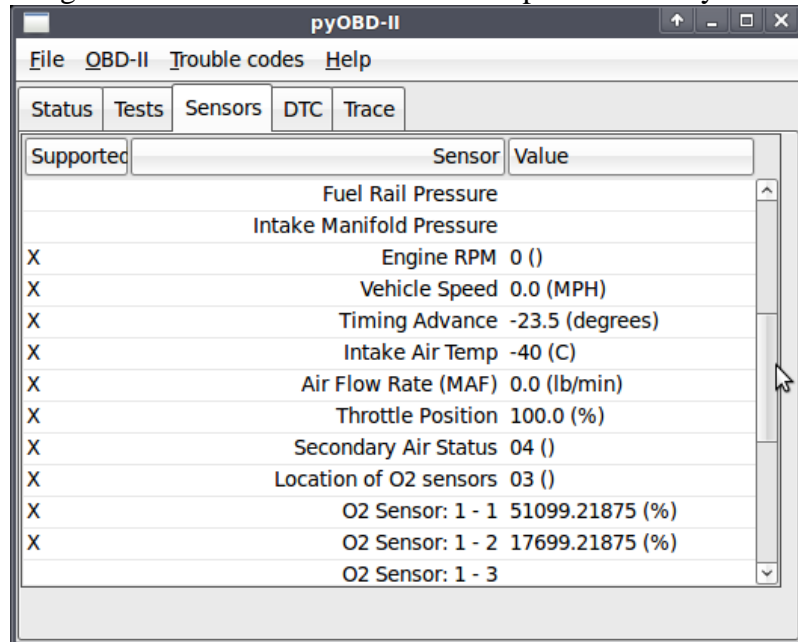 pyOBD-II
File OBD-II Trouble codes Help
Status Tests Sensors DTC Trace
Supported Sensor Value
Fuel Rail Pressure
Intake Manifold Pressure
X Engine RPM 0 ()
X Vehicle Speed 0.0 (MPH)
X Timing Advance -23.5 (degrees)
X Intake Air Temp -40 (C)
X Air Flow Rate (MAF) 0.0 (lb/min)
X Throttle Position 100.0 (%)
X Secondary Air Status 04 ()
X Location of O2 sensors 03 ()
X O2 Sensor: 1 - 1 51099.21875 (%)
X O2 Sensor: 1 - 2 17699.21875 (%)
O2 Sensor: 1 - 3